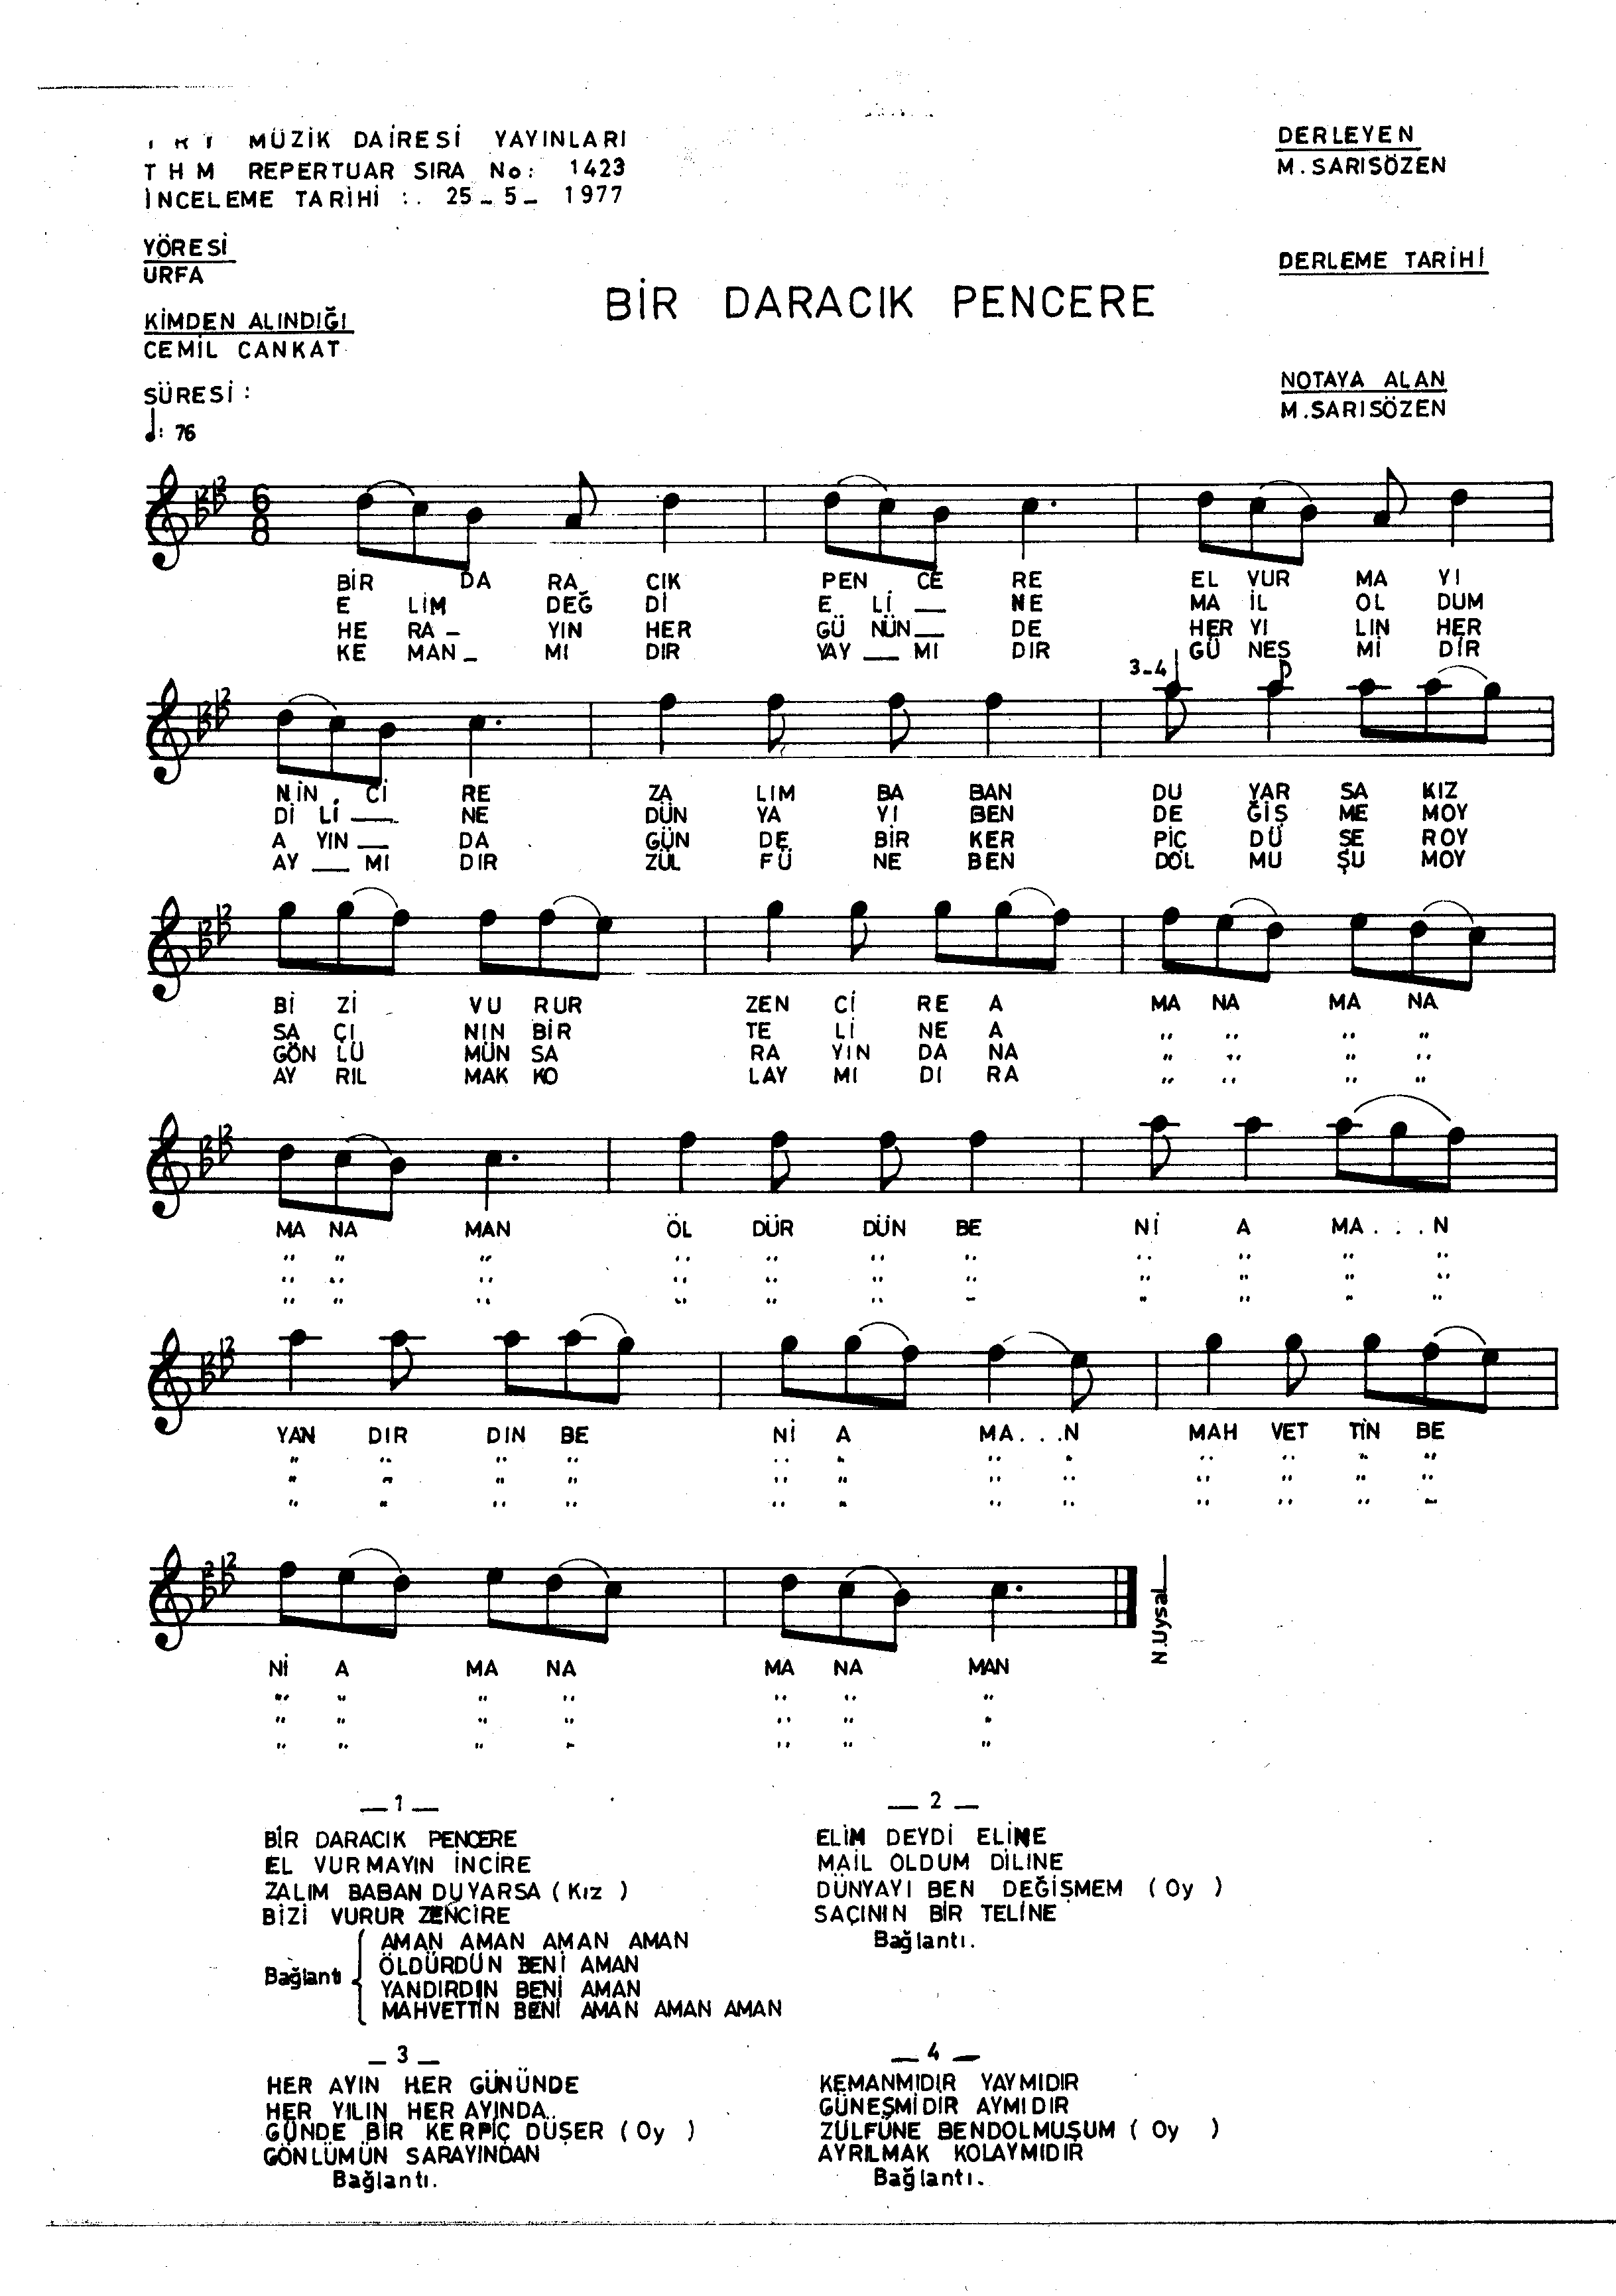 T R T MÜZİK DAİRESİ YAYINLARI
T H M REPERTUAR SIRA No: 1423
İNCELEME TARİHİ : 25_5_1977
DERLEYEN
M.SARISÖZEN
YÖRESİ
URFA
DERLEME TARİHİ
BİR DARACIK PENCERE
KİMDEN ALINDIĞI
CEMİL CANKAT
NOTAYA ALAN
M.SARISÖZEN
SÜRESİ :
: 76
6
8
BİR DA RA CIK PEN CE RE EL VUR MA YI
E LİM DEĞ Dİ E Lİ __ NE MA İL OL DUM
HE RA _ YIN HER GÜ NÜN__ DE HER YI LIN HER
KE MAN _ MI DIR YAY __ MI DIR GÜ NEŞ Mİ DİR
3_4
NİN . Cİ RE ZA LIM BA BAN DU YAR SA KIZ
Dİ Lİ __ NE DÜN YA YI BEN DE ĞİŞ ME MOY
A YIN __ DA GÜN DE BİR KER PİÇ DÜ ŞE ROY
AY __ MI DIR ZÜL FÜ NE BEN DOL MU ŞU MOY
Bİ Zİ VU RUR ZEN Cİ RE A MA NA MA NA
SA ÇI NIN BİR TE Lİ NE A " " " "
GÖN LÜ MÜN SA RA YIN DA NA " " " "
AY RIL MAK KO LAY MI DI RA " " " "
MA NA MAN ÖL DÜR DÜN BE Nİ A MA...N
" " " " " " " " " " "
" " " " " " " " " " "
" " " " " " " " " " "
YAN DIR DIN BE Nİ A MA...N MAH VET TİN BE
" " " " " " " " " " " "
" " " " " " " " " " " "
" " " " " " " " " " " "
Nİ A MA NA MA NA MAN
" " " " " " "
" " " " " " "
" " " " " " "
N.Uysal
_ 1 _
BİR DARACIK PENCERE
EL VURMAYIN İNCİRE
ZALIM BABAN DUYARSA ( Kız )
BİZİ VURUR ZENCİRE
Bağlantı
AMAN AMAN AMAN AMAN
ÖLDÜRDÜN BENİ AMAN
YANDIRDIN BENİ AMAN
MAHVETTİN BENİ AMAN AMAN AMAN
_ 2 _
ELİM DEYDİ ELİNE
MAİL OLDUM DİLİNE
DÜNYAYI BEN DEĞİŞMEM ( Oy )
SAÇININ BİR TELİNE
Bağlantı.
_ 3 _
HER AYIN HER GÜNÜNDE
HER YILIN HER AYINDA..
GÜNDE BİR KERPİÇ DÜŞER ( Oy )
GÖNLÜMÜN SARAYINDAN
Bağlantı.
_ 4 _
KEMANMIDIR YAYMIDIR
GÜNEŞMİDİR AYMIDIR
ZÜLFÜNE BENDOLMUŞUM ( Oy )
AYRILMAK KOLAYMIDIR
Bağlantı.